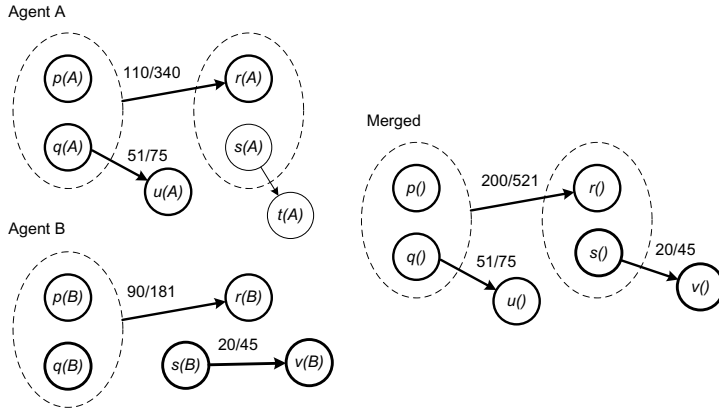 Agent A
p(A)
110/340
r(A)
q(A)
51/75
u(A)
s(A)
t(A)
Agent B
p(B)
90/181
r(B)
q(B)
s(B)
20/45
v(B)
Merged
p()
200/521
r()
q()
51/75
u()
s()
20/45
v()